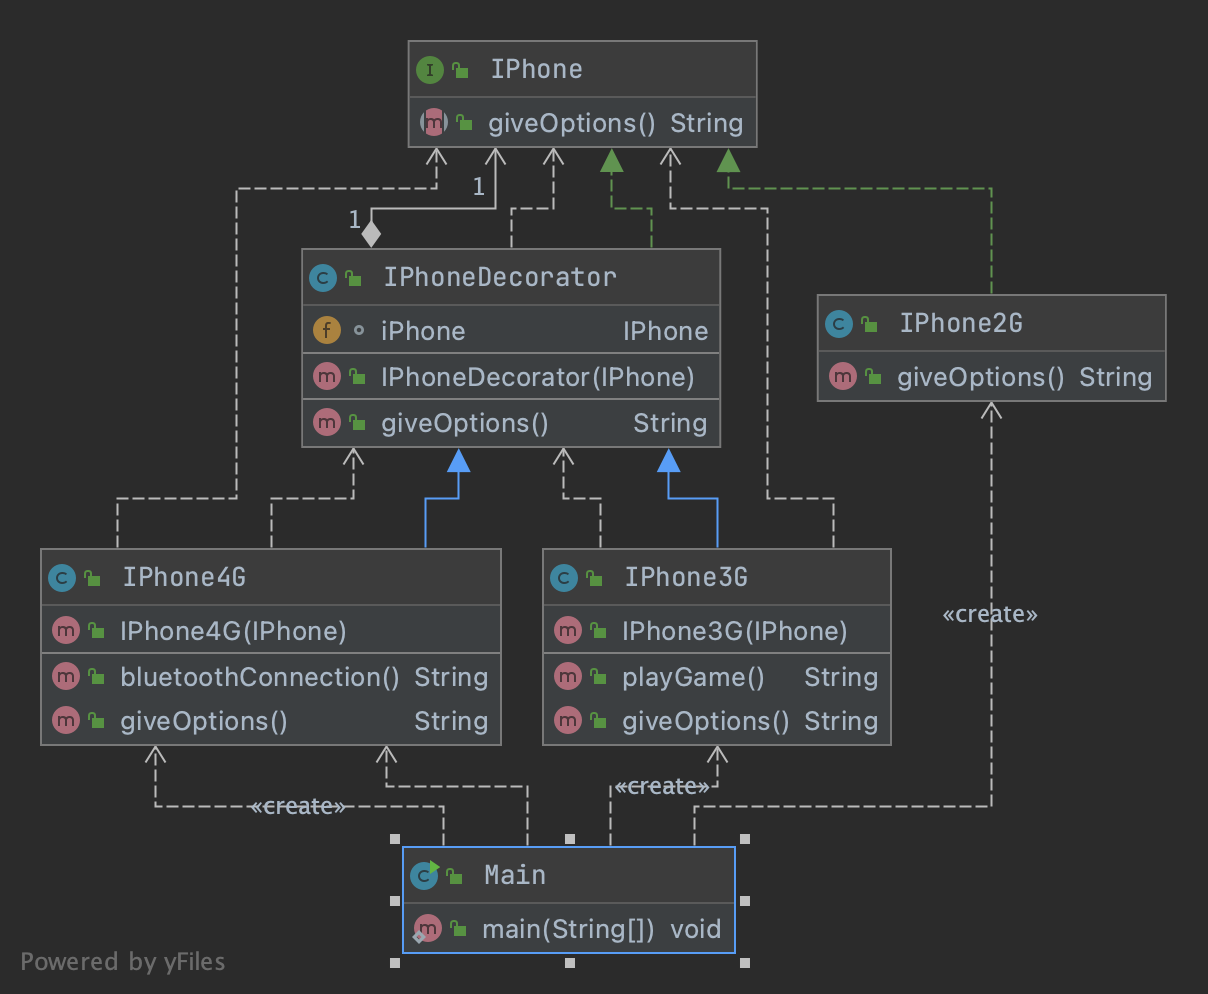 IPhone
giveOptions() String
1
1
IPhoneDecorator
iPhone IPhone
IPhoneDecorator(IPhone)
giveOptions() String
IPhone2G
giveOptions() String
IPhone4G
IPhone4G(IPhone)
bluetoothConnection() String
giveOptions() String
IPhone3G
IPhone3G(IPhone)
playGame() String
giveOptions() String
«create»
«create»
«create»
Main
main(String[]) void
Powered by yFiles